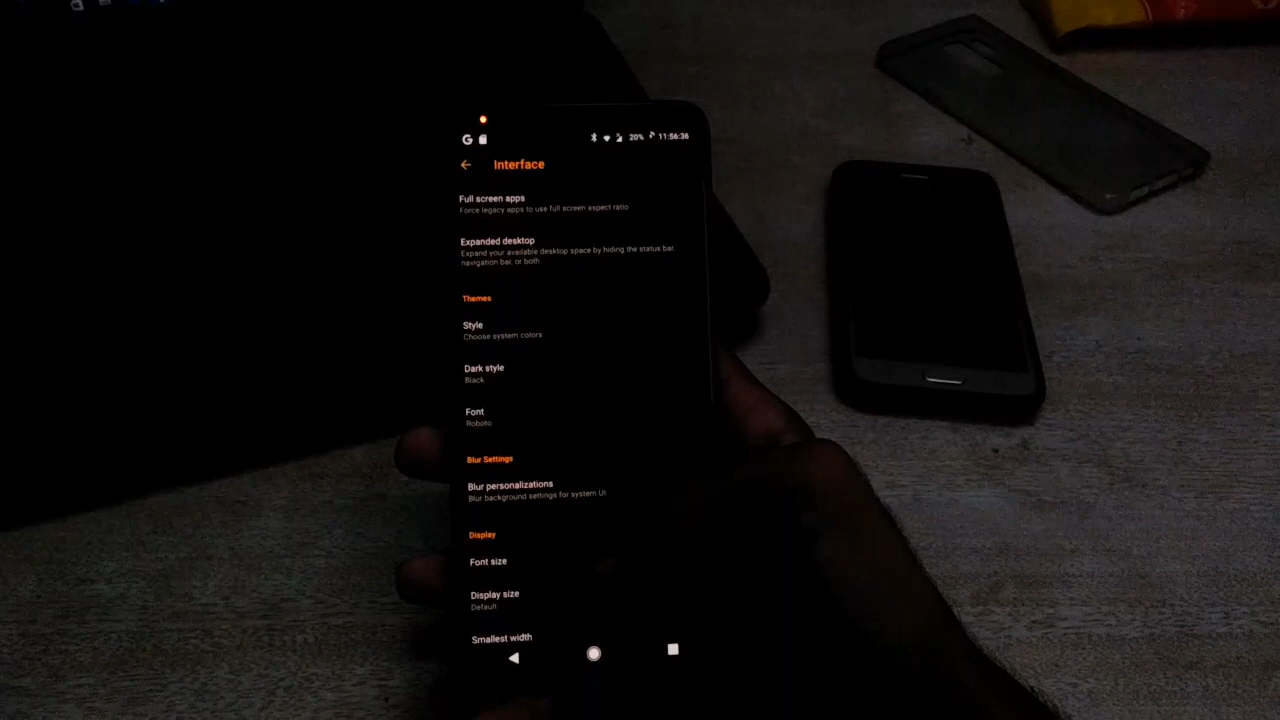 G 20% 11:56:36
Interface
Full screen apps
Force legacy apps to use full screen aspect ratio
Expanded desktop
Expand your available desktop space by hiding the status bar,
navigation bar, or both
Themes
Style
Choose system colors
Dark style
Black
Font
Roboto
Blur Settings
Blur personalizations
Blur background settings for system UI
Display
Font size
Display size
Default
Smallest width